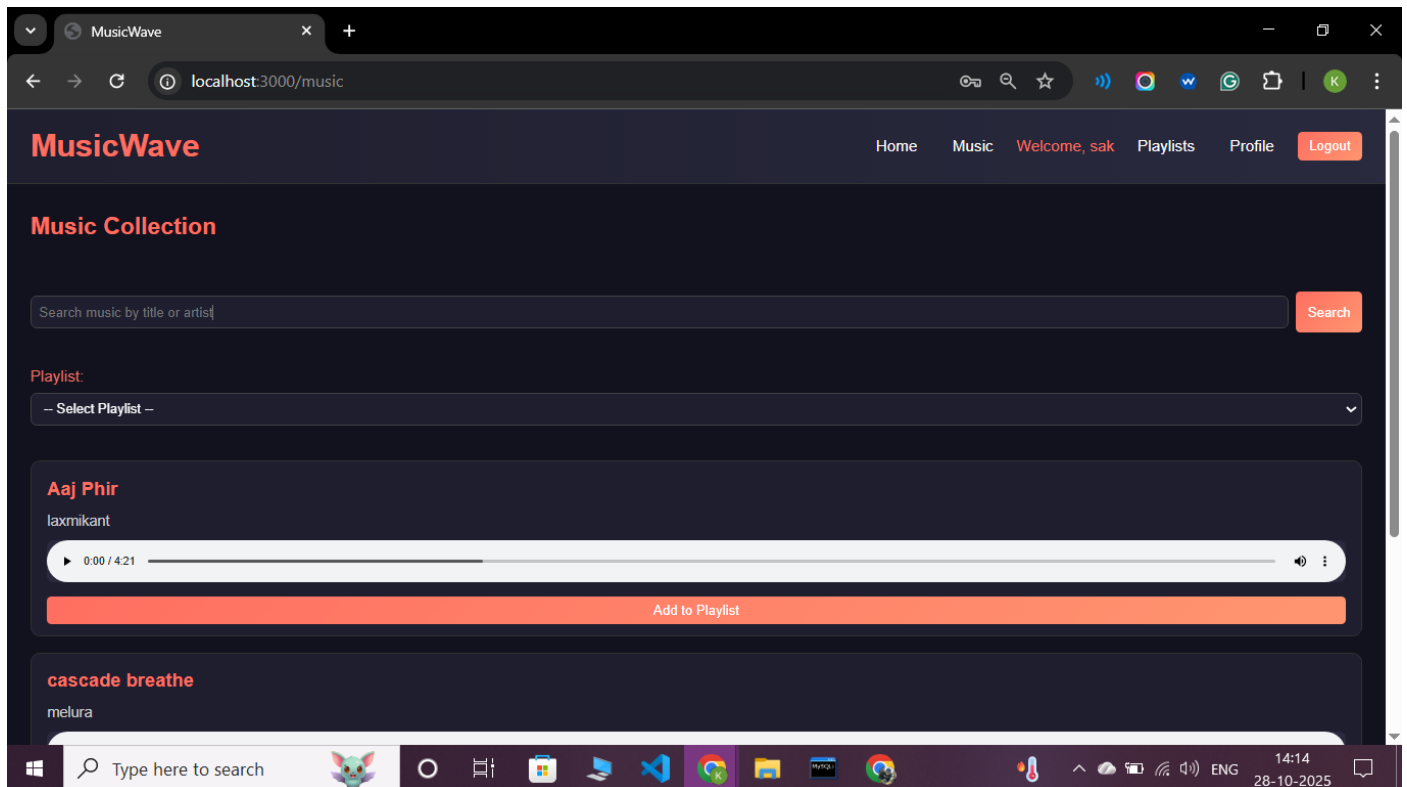 MusicWave
localhost:3000/music
K
MusicWave
Home Music Welcome, sak Playlists Profile Logout
Music Collection
Search music by title or artist
Search
Playlist:
-- Select Playlist --
Aaj Phir
laxmikant
0:00 / 4:21
Add to Playlist
cascade breathe
melura
Type here to search
ENG
14:14
28-10-2025